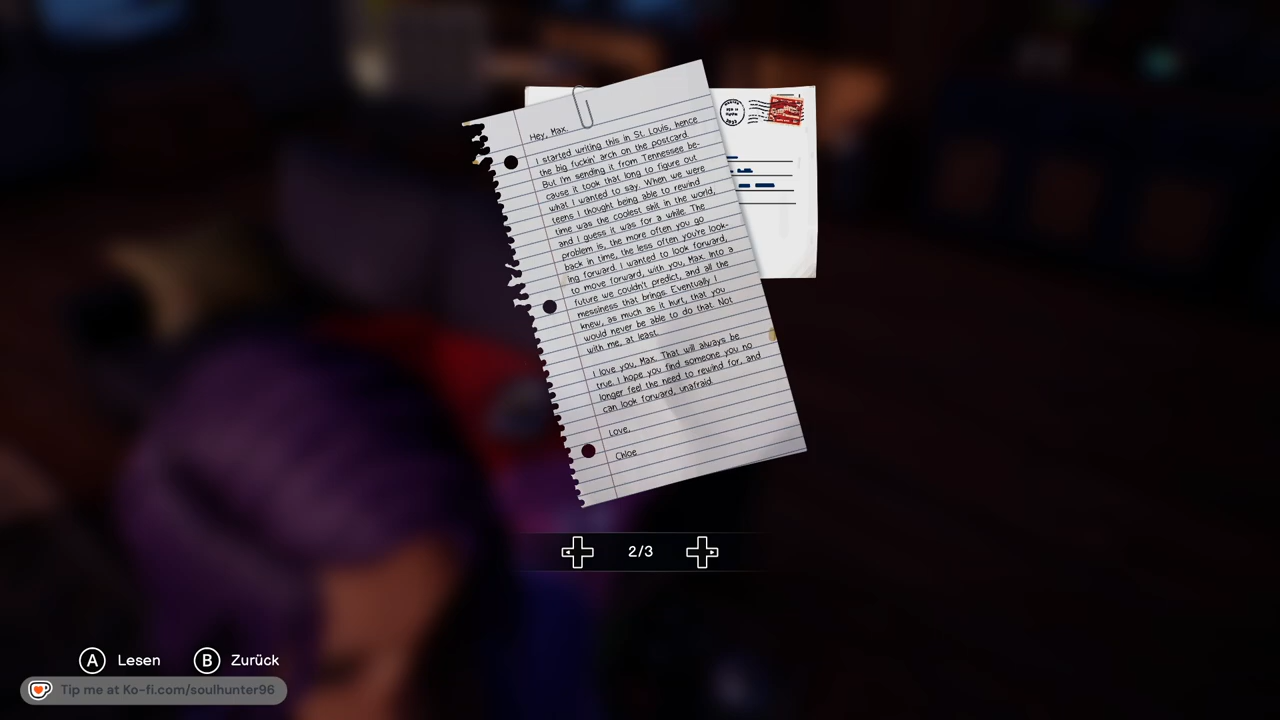 Hey, Max.
I started writing this in St. Louis, hence
the big fuckin' arch on the postcard.
But I'm sending it from Tennessee be-
cause it took that long to figure out
what I wanted to say. When we were
teens I thought being able to rewind
time was the coolest shit in the world,
and I guess it was for a while. The
problem is, the more often you go
back in time, the less often you're look-
ing forward. I wanted to look forward,
to move forward, with you, Max. Into a
future we couldn't predict, and all the
messiness that brings. Eventually I
knew, as much as it hurt, that you
would never be able to do that. Not
with me, at least.
I love you, Max. That will always be
true. I hope you find someone you no
longer feel the need to rewind for, and
can look forward, unafraid.
Love,
Chloe
2/3
A Lesen B Zurück
Tip me at Ko-fi.com/soulhunter96